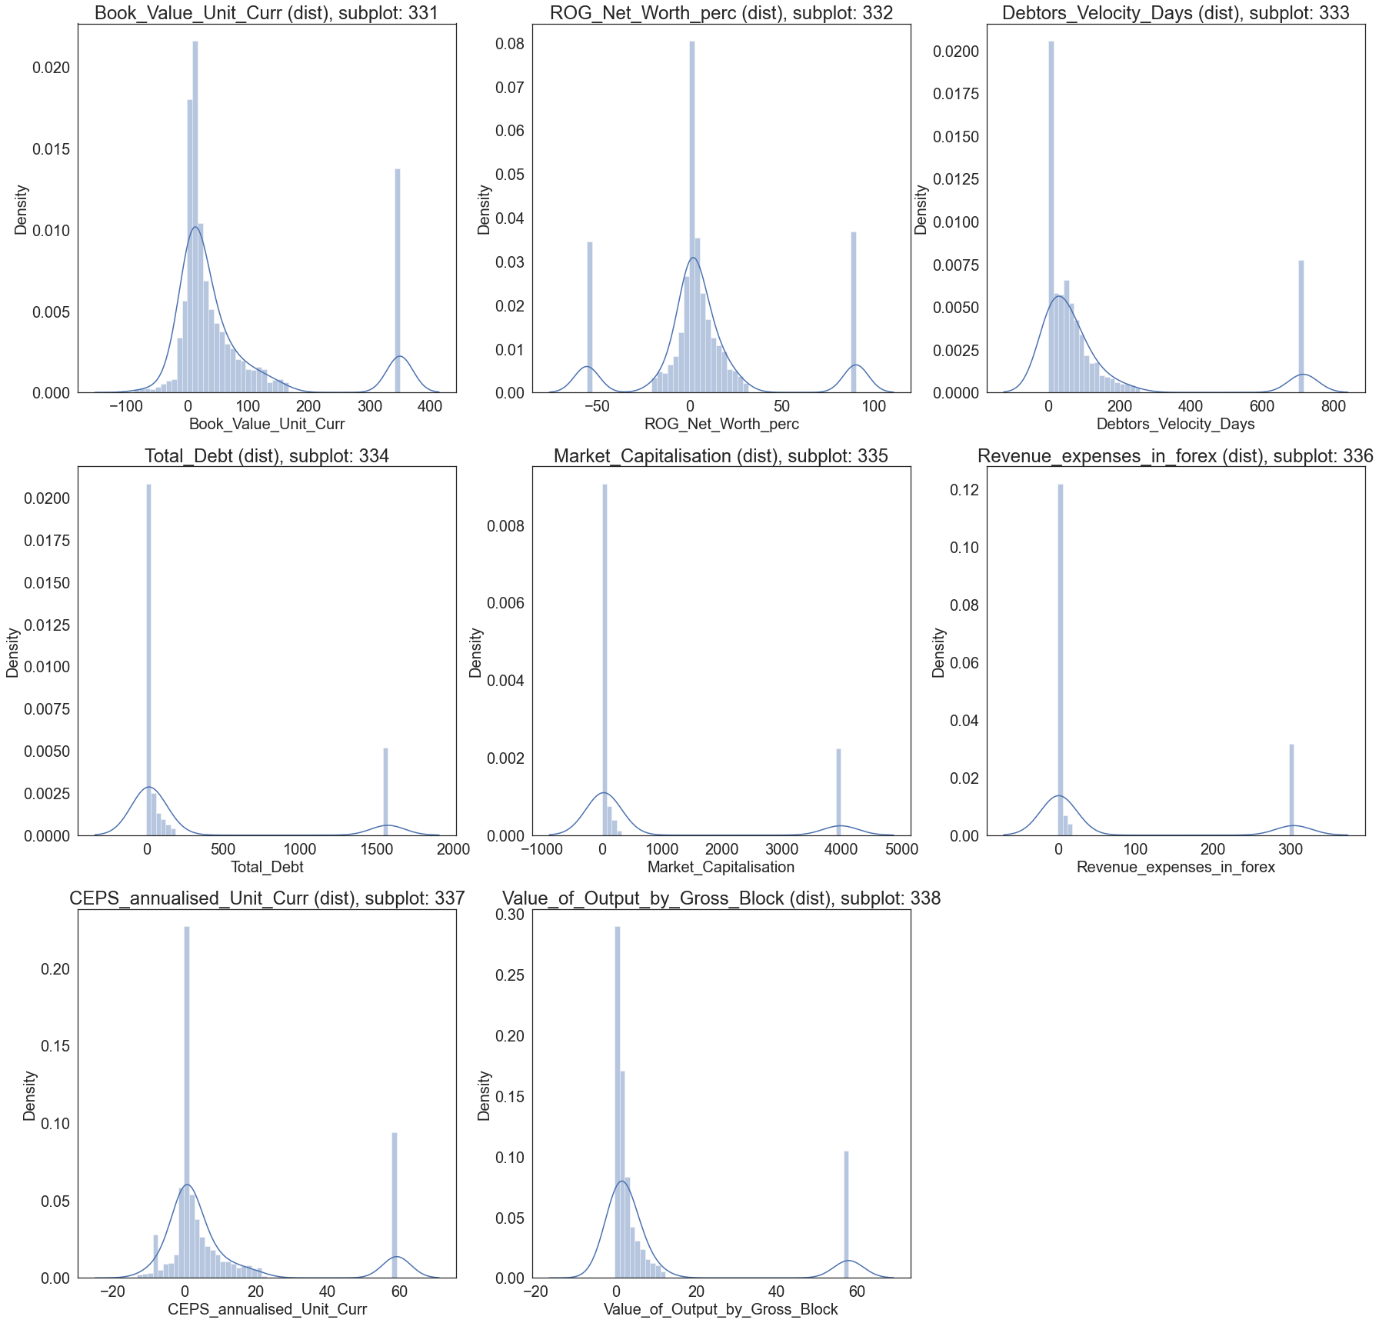 Book_Value_Unit_Curr (dist), subplot: 331
Density
0.020
0.015
0.010
0.005
0.000
−100 0 100 200 300 400
Book_Value_Unit_Curr
ROG_Net_Worth_perc (dist), subplot: 332
Density
0.08
0.07
0.06
0.05
0.04
0.03
0.02
0.01
0.00
−50 0 50 100
ROG_Net_Worth_perc
Debtors_Velocity_Days (dist), subplot: 333
Density
0.0200
0.0175
0.0150
0.0125
0.0100
0.0075
0.0050
0.0025
0.0000
0 200 400 600 800
Debtors_Velocity_Days
Total_Debt (dist), subplot: 334
Density
0.0200
0.0175
0.0150
0.0125
0.0100
0.0075
0.0050
0.0025
0.0000
0 500 1000 1500 2000
Total_Debt
Market_Capitalisation (dist), subplot: 335
Density
0.008
0.006
0.004
0.002
0.000
−1000 0 1000 2000 3000 4000 5000
Market_Capitalisation
Revenue_expenses_in_forex (dist), subplot: 336
Density
0.12
0.10
0.08
0.06
0.04
0.02
0.00
0 100 200 300
Revenue_expenses_in_forex
CEPS_annualised_Unit_Curr (dist), subplot: 337
Density
0.20
0.15
0.10
0.05
0.00
−20 0 20 40 60
CEPS_annualised_Unit_Curr
Value_of_Output_by_Gross_Block (dist), subplot: 338
Density
0.30
0.25
0.20
0.15
0.10
0.05
0.00
−20 0 20 40 60
Value_of_Output_by_Gross_Block